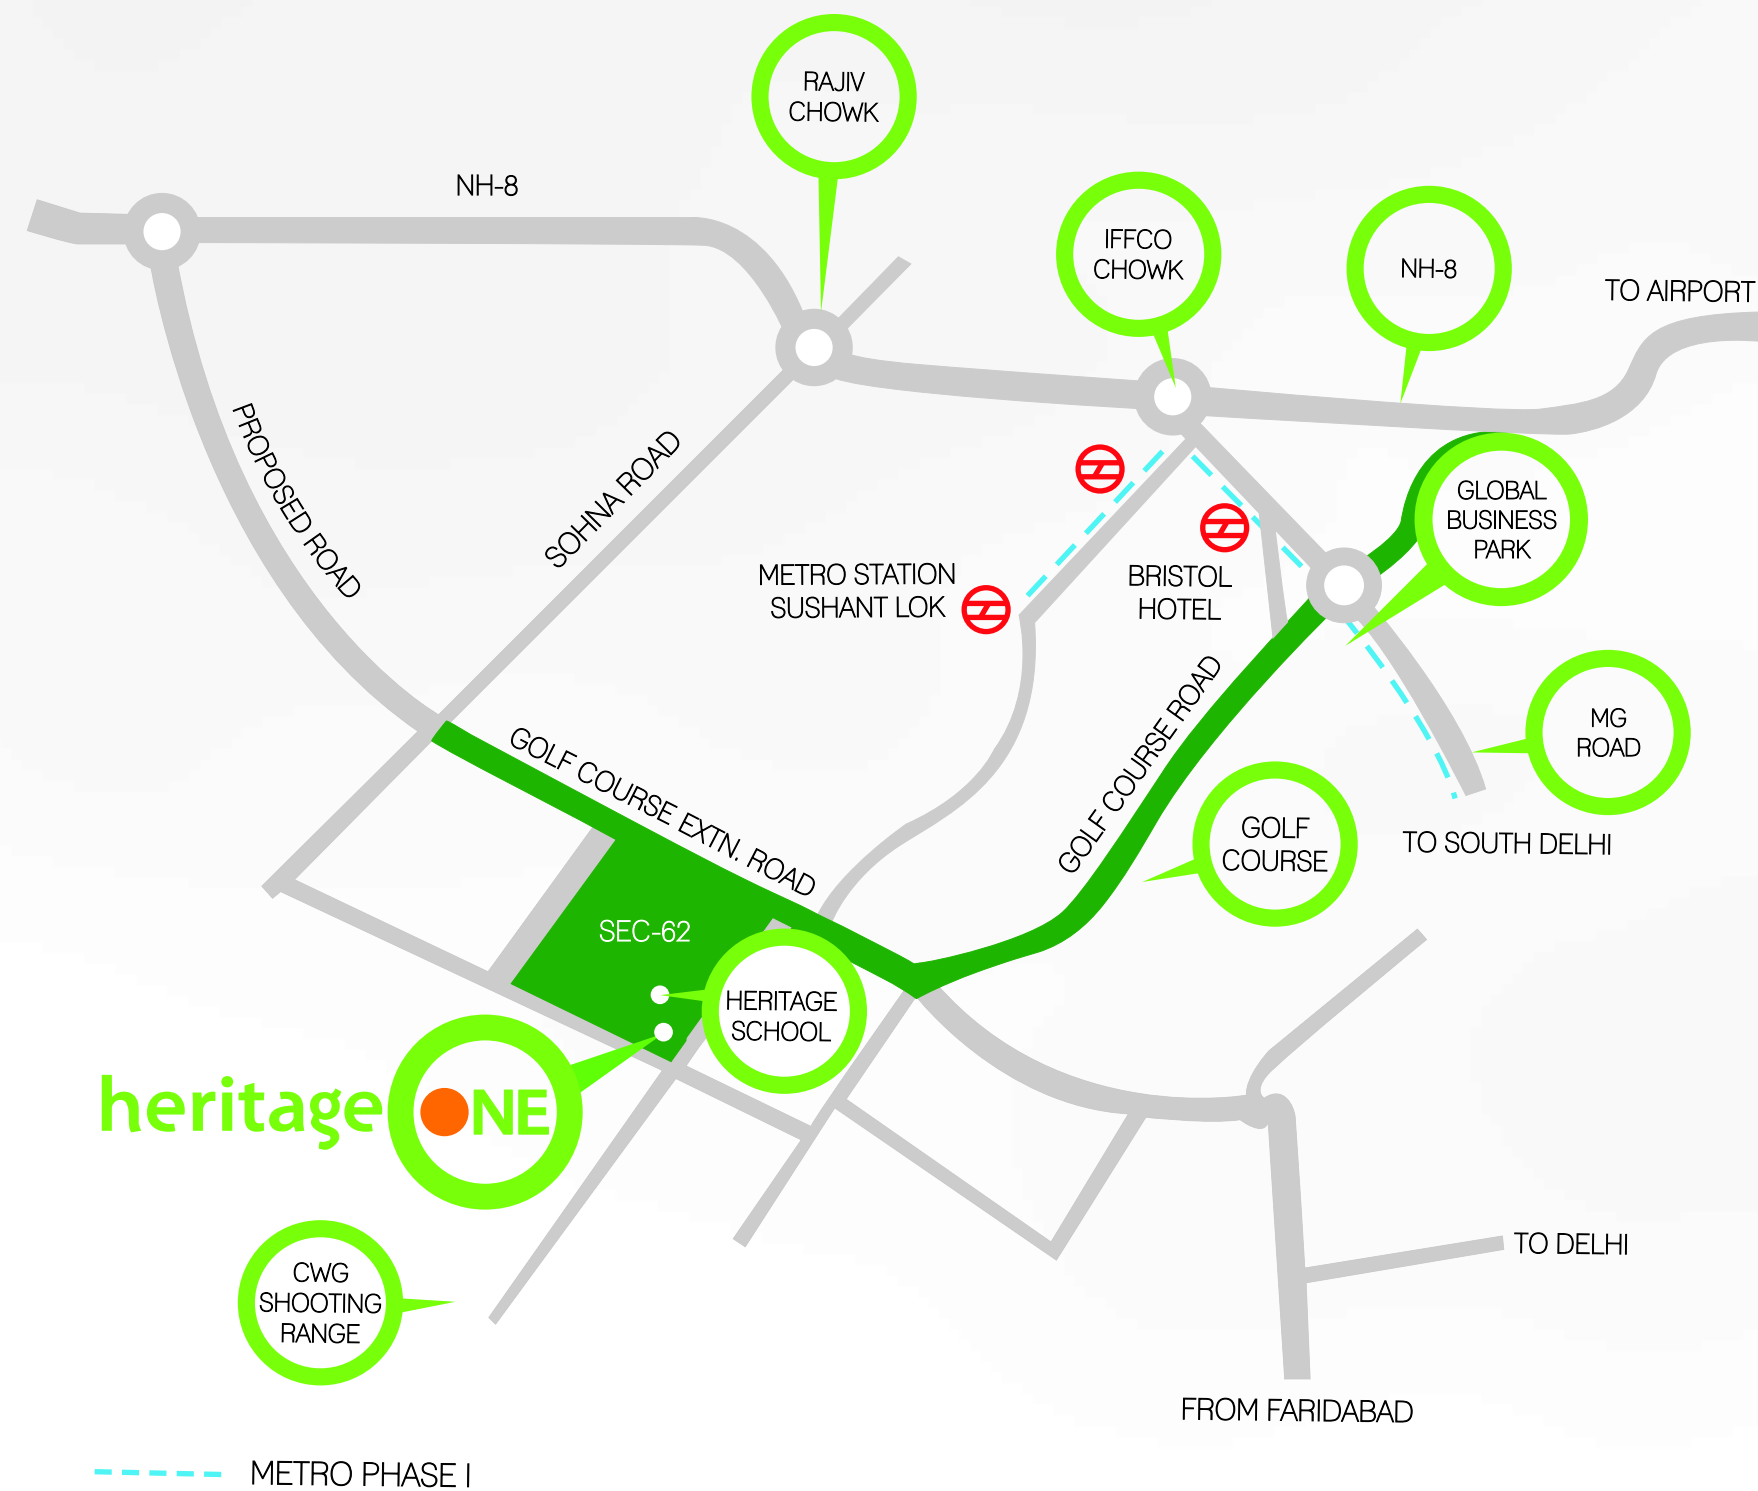 RAJIV
CHOWK
NH-8
IFFCO
CHOWK
NH-8
TO AIRPORT
PROPOSED ROAD
SOHNA ROAD
GLOBAL
BUSINESS
PARK
METRO STATION
SUSHANT LOK
BRISTOL
HOTEL
GOLF COURSE ROAD
MG
ROAD
GOLF COURSE EXTN. ROAD
GOLF
COURSE
TO SOUTH DELHI
SEC-62
HERITAGE
SCHOOL
heritage ONE
CWG
SHOOTING
RANGE
TO DELHI
FROM FARIDABAD
METRO PHASE I